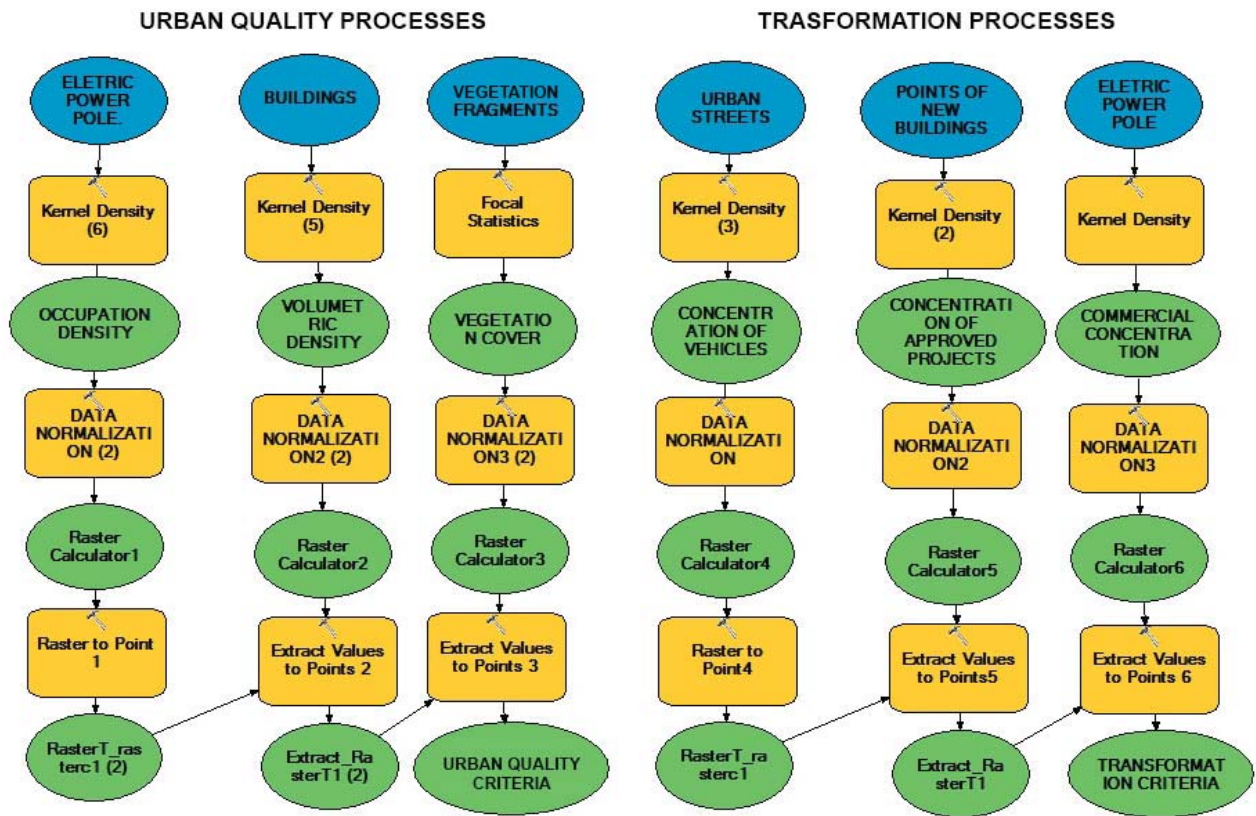 URBAN QUALITY PROCESSES
ELETRIC
POWER
POLE.
Kernel Density
(6)
OCCUPATION
DENSITY
DATA
NORMALIZATI
ON (2)
Raster
Calculator1
Raster to Point
1
RasterT_ras
terc1 (2)
BUILDINGS
Kernel Density
(5)
VOLUMET
RIC
DENSITY
DATA
NORMALIZATI
ON2 (2)
Raster
Calculator2
Extract Values
to Points 2
Extract_Ra
sterT1 (2)
VEGETATION
FRAGMENTS
Focal
Statistics
VEGETATIO
N COVER
DATA
NORMALIZATI
ON3 (2)
Raster
Calculator3
Extract Values
to Points 3
URBAN QUALITY
CRITERIA
TRASFORMATION PROCESSES
URBAN
STREETS
Kernel Density
(3)
CONCENTR
ATION OF
VEHICLES
DATA
NORMALIZATI
ON
Raster
Calculator4
Raster to
Point4
RasterT_ra
sterc1
POINTS OF
NEW
BUILDINGS
Kernel Density
(2)
CONCENTRATI
ON OF
APPROVED
PROJECTS
DATA
NORMALIZATI
ON2
Raster
Calculator5
Extract Values
to Points5
Extract_Ra
sterT1
ELETRIC
POWER
POLE
Kernel Density
COMMERCIAL
CONCENTRA
TION
DATA
NORMALIZATI
ON3
Raster
Calculator6
Extract Values
to Points 6
TRANSFORMAT
ION CRITERIA